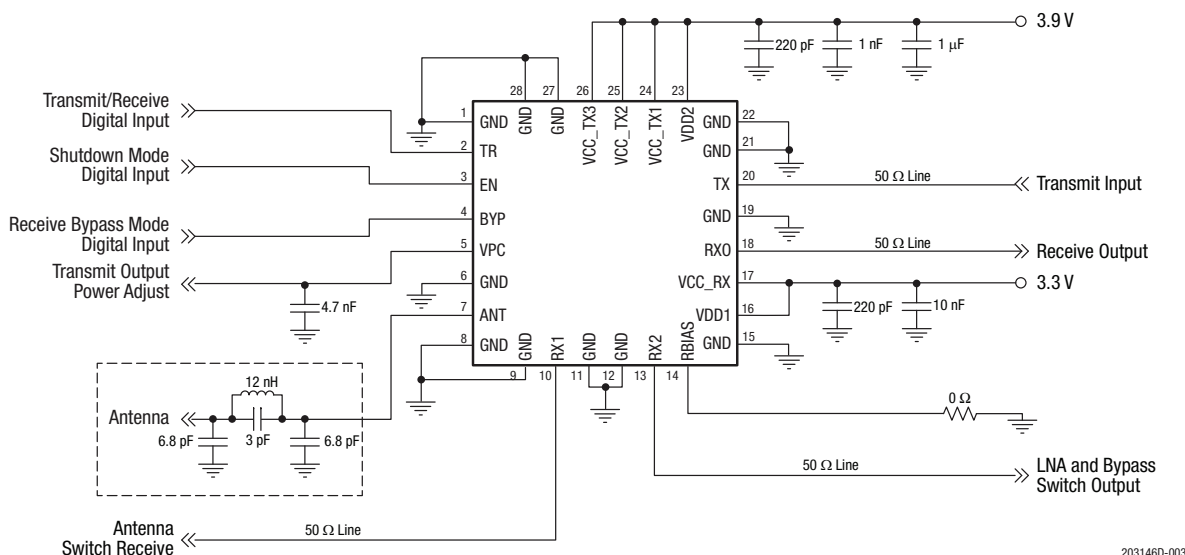 3.9 V
220 pF
1 nF
1 μF
28
27
26
25
24
23
GND
GND
VCC_TX3
VCC_TX2
VCC_TX1
VDD2
Transmit/Receive
Digital Input
1
GND
2
TR
Shutdown Mode
Digital Input
3
EN
Receive Bypass Mode
Digital Input
4
BYP
5
VPC
Transmit Output
Power Adjust
4.7 nF
6
GND
7
ANT
8
GND
GND
22
GND
21
TX
20
50 Ω Line
Transmit Input
GND
19
RXO
18
50 Ω Line
Receive Output
VCC_RX
17
3.3 V
VDD1
16
220 pF
10 nF
GND
15
GND
RX1
GND
GND
RX2
RBIAS
9
10
11
12
13
14
12 nH
Antenna
6.8 pF
3 pF
6.8 pF
0 Ω
50 Ω Line
LNA and Bypass
Switch Output
Antenna
Switch Receive
50 Ω Line
203146D-003